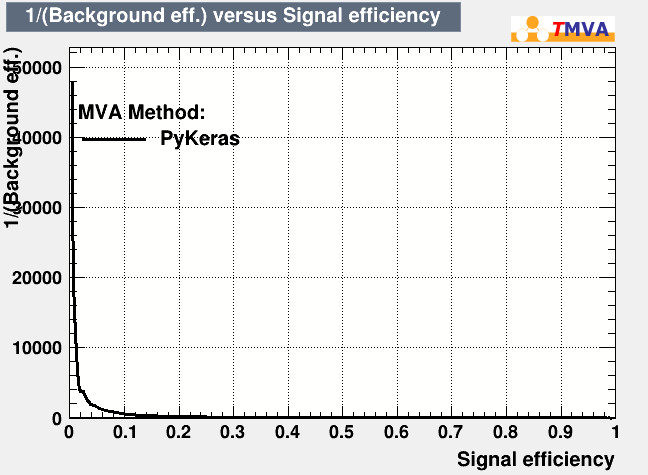 1/(Background eff.) versus Signal efficiency
TMVA
1/(Background eff.)
50000
40000
30000
20000
10000
0
MVA Method:
PyKeras
0 0.1 0.2 0.3 0.4 0.5 0.6 0.7 0.8 0.9 1
Signal efficiency